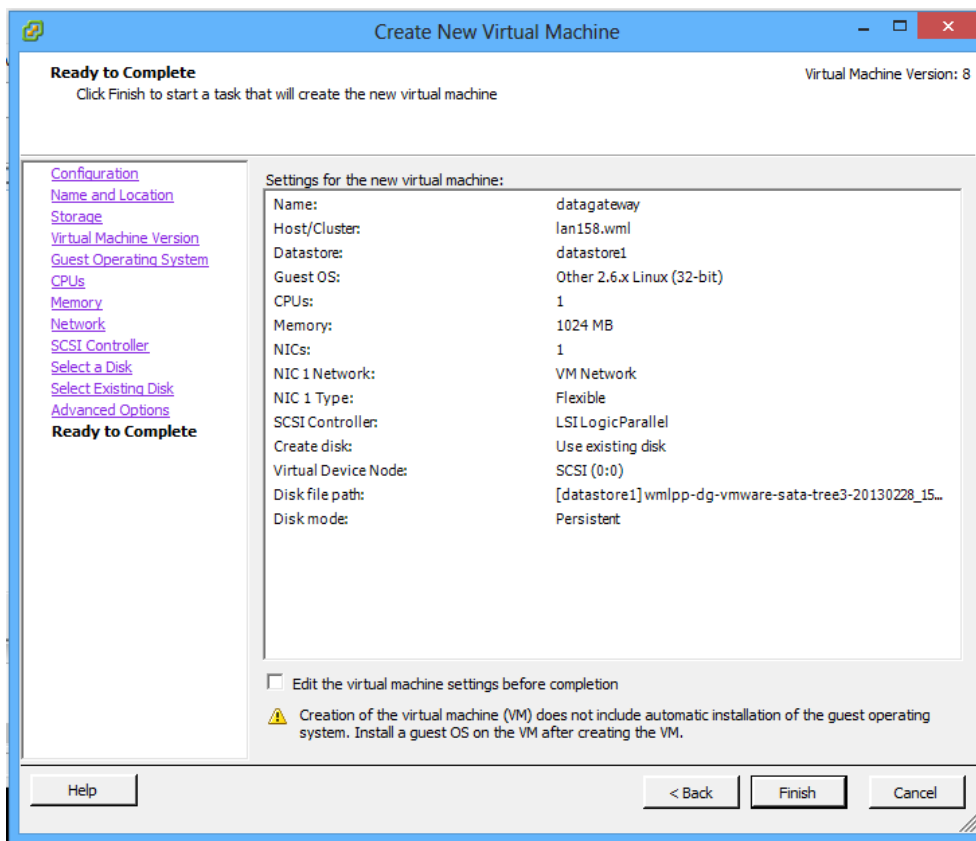 Create New Virtual Machine
Ready to Complete
Virtual Machine Version: 8
Click Finish to start a task that will create the new virtual machine
Configuration
Name and Location
Storage
Virtual Machine Version
Guest Operating System
CPUs
Memory
Network
SCSI Controller
Select a Disk
Select Existing Disk
Advanced Options
Ready to Complete
Settings for the new virtual machine:
Name: datagateway
Host/Cluster: lan158.wml
Datastore: datastore1
Guest OS: Other 2.6.x Linux (32-bit)
CPUs: 1
Memory: 1024 MB
NICs: 1
NIC 1 Network: VM Network
NIC 1 Type: Flexible
SCSI Controller: LSI Logic Parallel
Create disk: Use existing disk
Virtual Device Node: SCSI (0:0)
Disk file path: [datastore1] wmlpp-dg-vmware-sata-tree3-20130228_15...
Disk mode: Persistent
Edit the virtual machine settings before completion
Creation of the virtual machine (VM) does not include automatic installation of the guest operating
system. Install a guest OS on the VM after creating the VM.
Help
< Back
Finish
Cancel